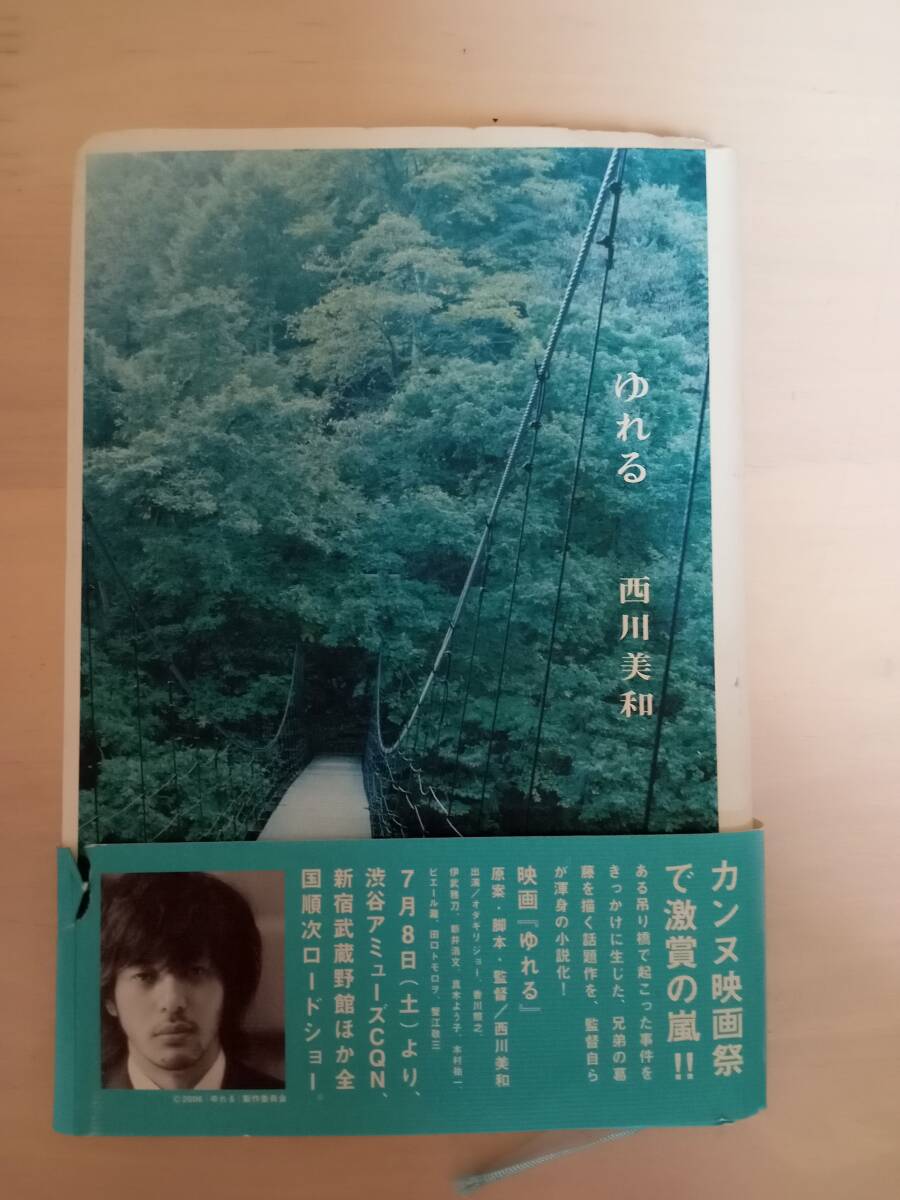 ゆれる
西川美和
カンヌ映画祭
で激賞の嵐!!
ある吊り橋で起こった事件を
きっかけに生じた、兄弟の葛
藤を描く話題作を、監督自ら
が渾身の小説化!
映画『ゆれる』
原案・脚本・監督/西川美和
出演/オダギリジョー、香川照之、
伊武雅刀、新井浩文、真木よう子、木村祐一、
ピエール瀧、田口トモロヲ、蟹江敬三
7月8日(土)より、
渋谷アミューズCQN、
新宿武蔵野館ほか全
国順次ロードショー。
©2006『ゆれる』製作委員会